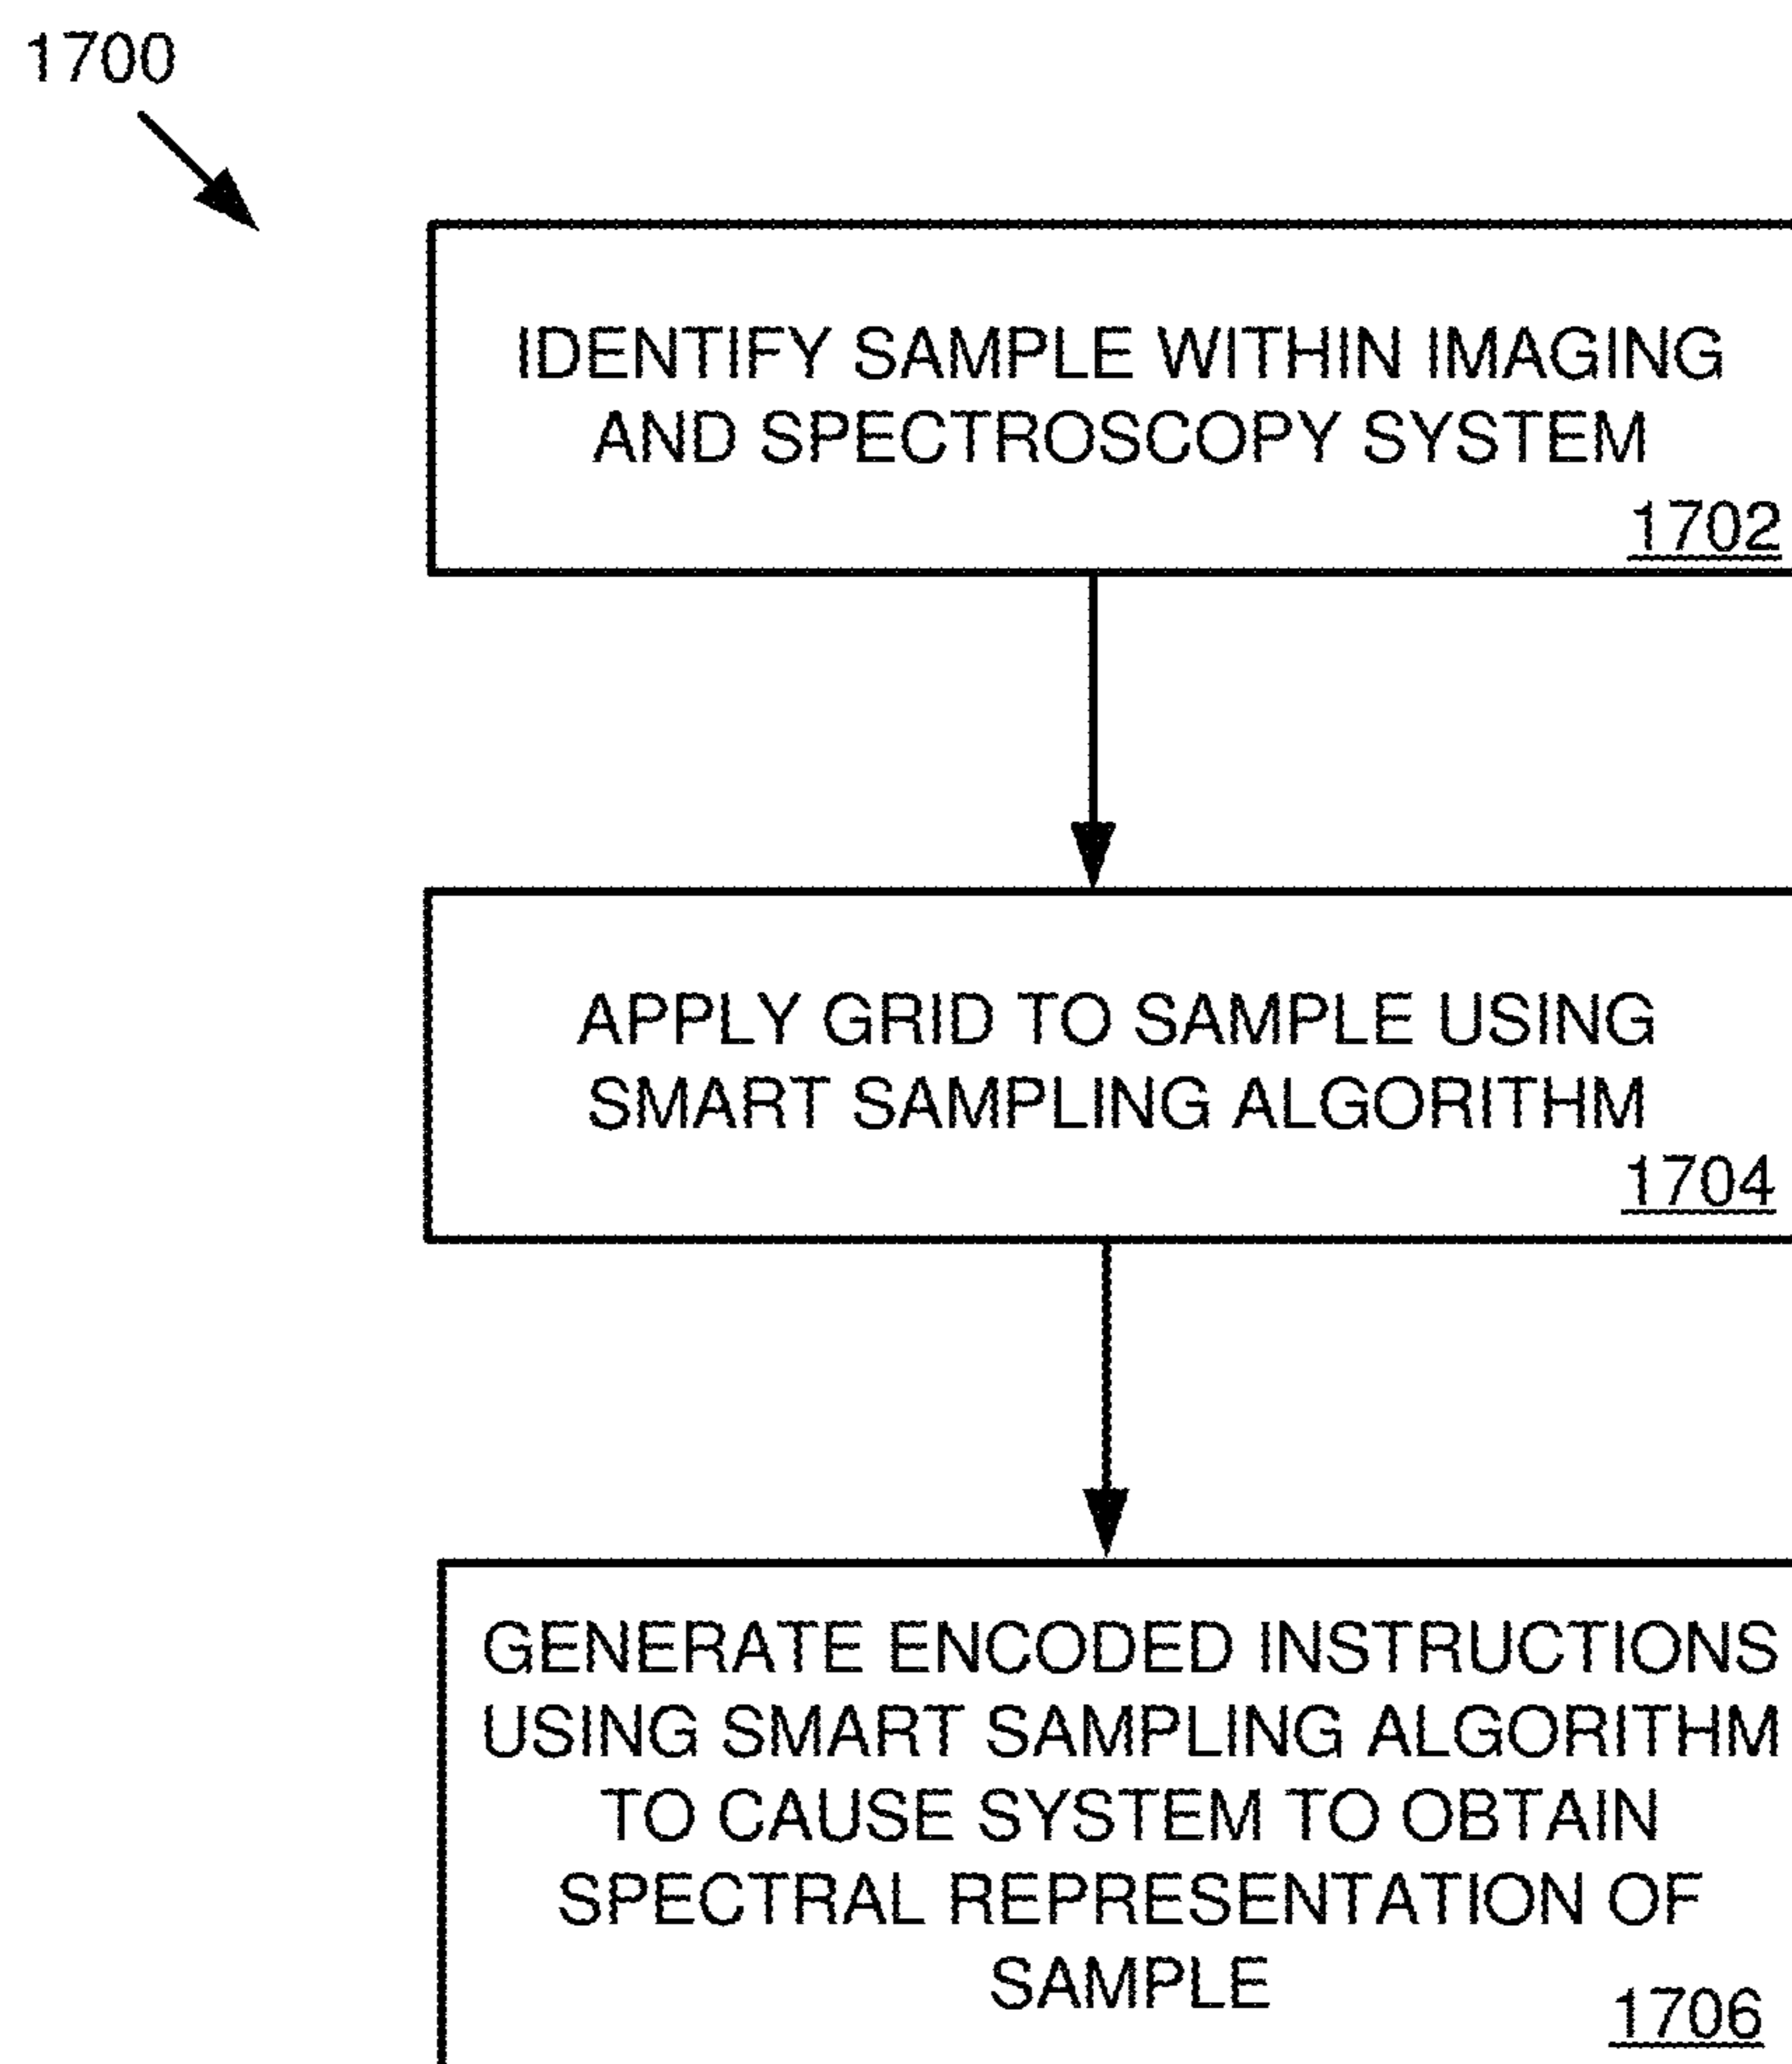 1700
IDENTIFY SAMPLE WITHIN IMAGING
AND SPECTROSCOPY SYSTEM
1702
APPLY GRID TO SAMPLE USING
SMART SAMPLING ALGORITHM
1704
GENERATE ENCODED INSTRUCTIONS
USING SMART SAMPLING ALGORITHM
TO CAUSE SYSTEM TO OBTAIN
SPECTRAL REPRESENTATION OF
SAMPLE
1706